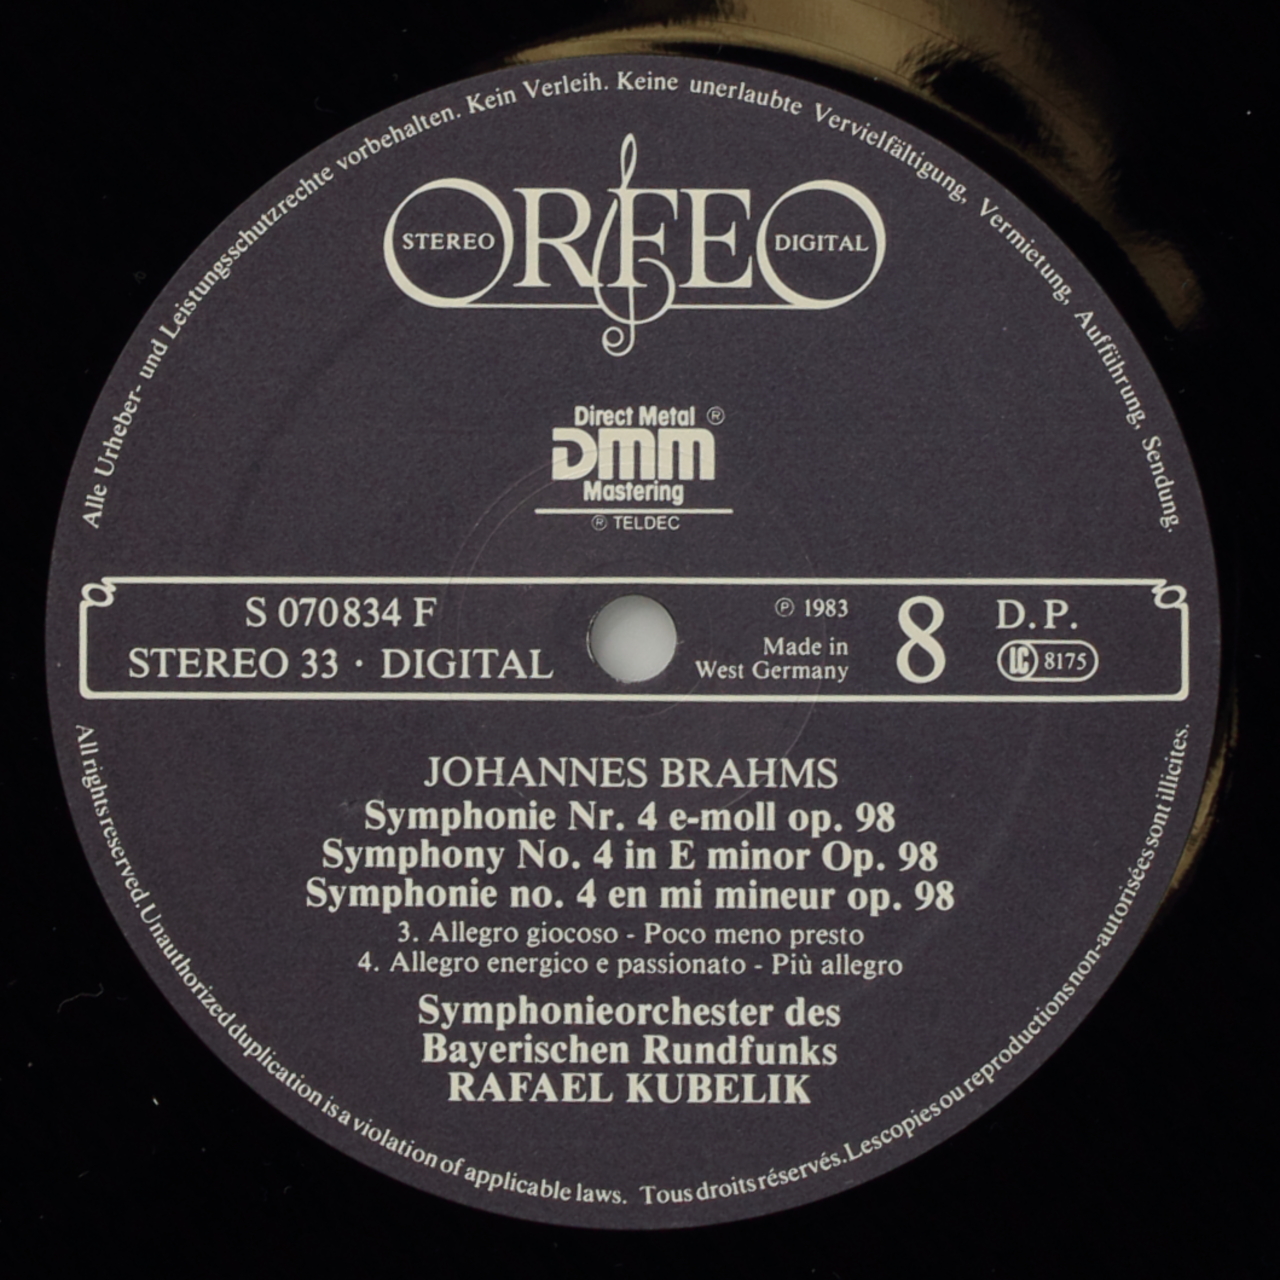 Alle Urheber- und Leistungsschutzrechte vorbehalten. Kein Verleih. Keine unerlaubte Vervielfältigung, Vermietung, Aufführung, Sendung.
ORFEO
STEREO
DIGITAL
Direct Metal ®
DMM
Mastering
® TELDEC
S 070834 F
STEREO 33 · DIGITAL
℗ 1983
Made in
West Germany
8
D.P.
LC 8175
JOHANNES BRAHMS
Symphonie Nr. 4 e-moll op. 98
Symphony No. 4 in E minor Op. 98
Symphonie no. 4 en mi mineur op. 98
3. Allegro giocoso - Poco meno presto
4. Allegro energico e passionato - Più allegro
Symphonieorchester des
Bayerischen Rundfunks
RAFAEL KUBELIK
All rights reserved Unauthorized duplication is a violation of applicable laws. Tous droits réservés. Les copies ou reproductions non-autorisées sont illicites.